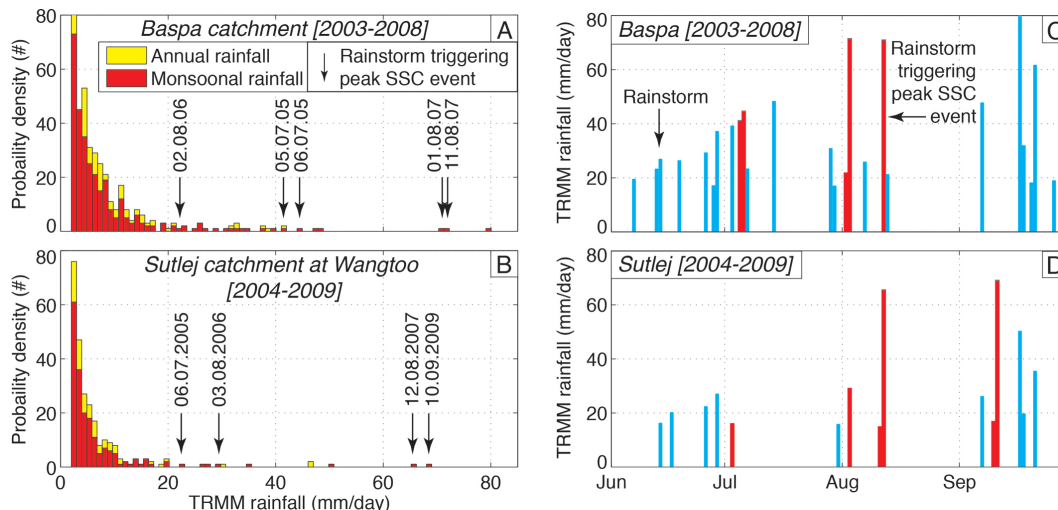 Baspa catchment [2003-2008]
A
Annual rainfall
Monsoonal rainfall
Rainstorm triggering
peak SSC event
02.08.06
05.07.05
06.07.05
01.08.07
11.08.07
Probaility density (#)
80
60
40
20
0
Sutlej catchment at Wangtoo
[2004-2009]
B
06.07.2005
03.08.2006
12.08.2007
10.09.2009
Probaility density (#)
80
60
40
20
0
0
20
40
60
80
TRMM rainfall (mm/day)
Baspa [2003-2008]
C
Rainstorm
Rainstorm
triggering
peak SSC
event
TRMM rainfall (mm/day)
80
60
40
20
0
Sutlej [2004-2009]
D
TRMM rainfall (mm/day)
80
60
40
20
0
Jun
Jul
Aug
Sep